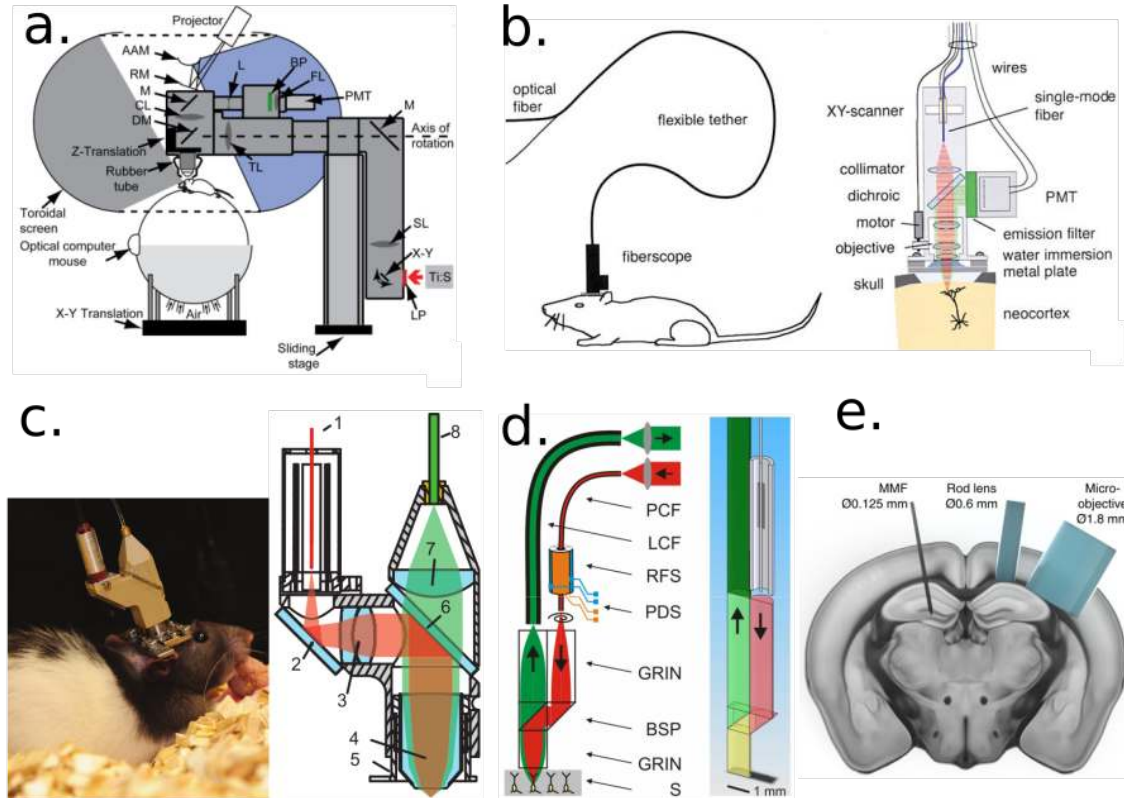 a.
Projector
AAM
RM
M
CL
DM
Z-Translation
Rubber
tube
Toroidal
screen
Optical computer
mouse
X-Y Translation
Air
L
BP
FL
PMT
M
Axis of
rotation
TL
SL
X-Y
Ti:S
LP
Sliding
stage
b.
optical
fiber
flexible tether
fiberscope
wires
XY-scanner
single-mode
fiber
collimator
dichroic
PMT
motor
emission filter
objective
water immersion
metal plate
skull
neocortex
c.
1
8
7
6
2
3
4
5
d.
PCF
LCF
RFS
PDS
GRIN
BSP
GRIN
S
1 mm
e.
MMF
Ø0.125 mm
Rod lens
Ø0.6 mm
Micro-
objective
Ø1.8 mm